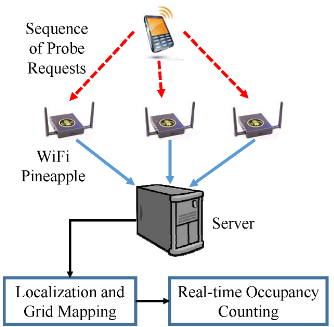 Sequence
of Probe
Requests
WiFi
Pineapple
Server
Localization and
Grid Mapping
Real-time Occupancy
Counting